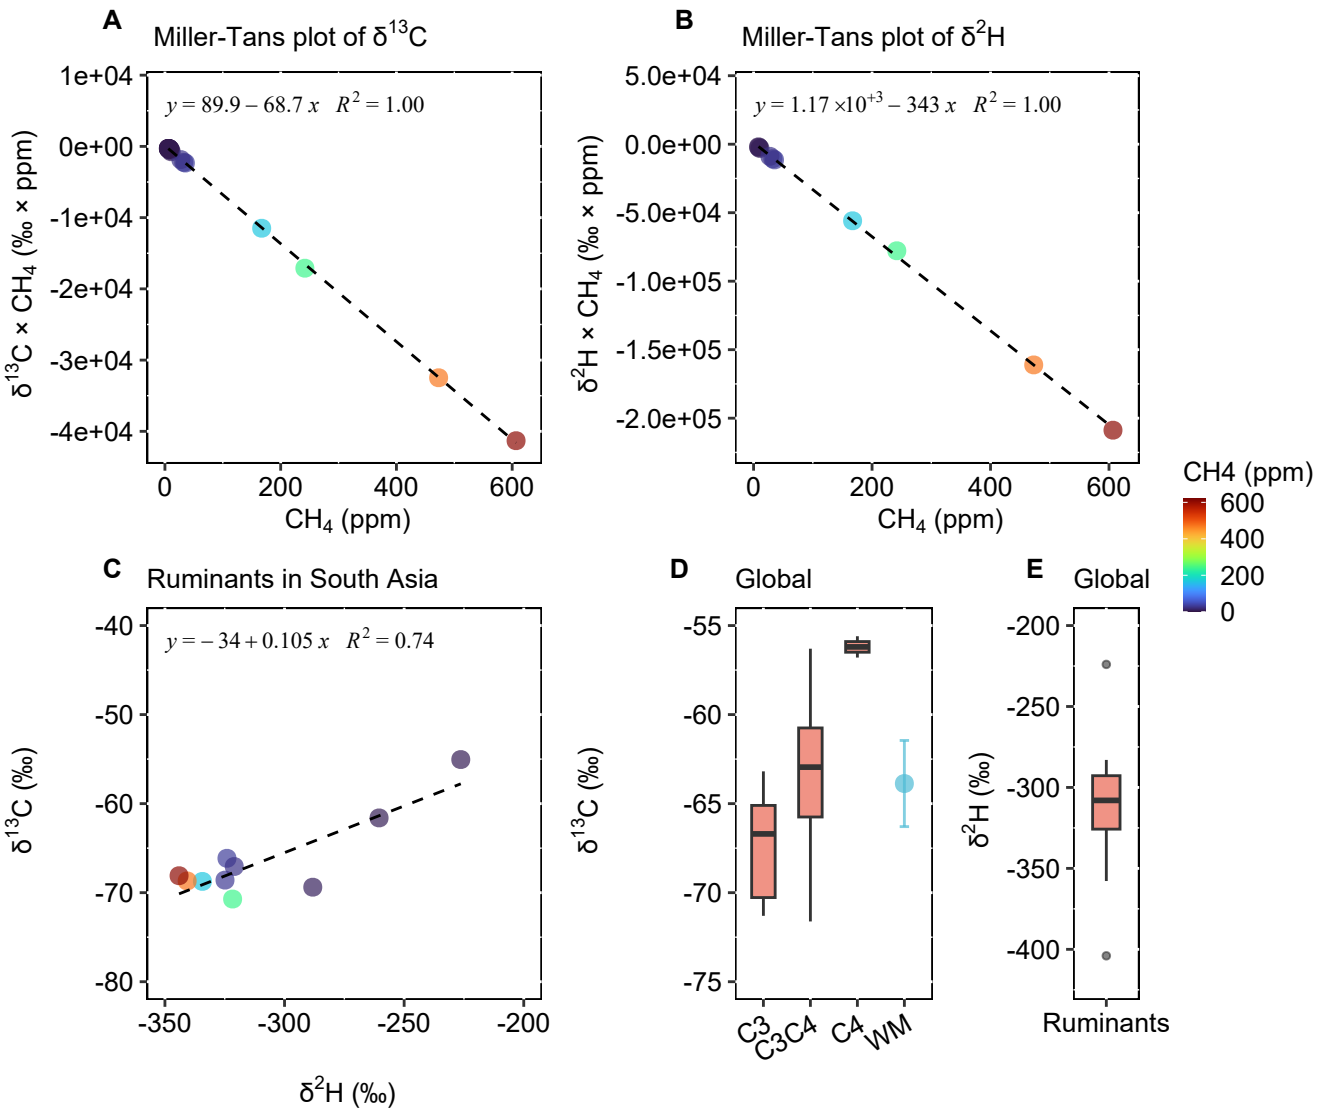 A
Miller-Tans plot of δ¹³C
y = 89.9 − 68.7 x R² = 1.00
1e+04
0e+00
-1e+04
-2e+04
-3e+04
-4e+04
δ¹³C × CH₄ (‰ × ppm)
0 200 400 600
CH₄ (ppm)
B
Miller-Tans plot of δ²H
y = 1.17 ×10⁺³ − 343 x R² = 1.00
5.0e+04
0.0e+00
-5.0e+04
-1.0e+05
-1.5e+05
-2.0e+05
δ²H × CH₄ (‰ × ppm)
0 200 400 600
CH₄ (ppm)
CH4 (ppm)
600
400
200
0
C
Ruminants in South Asia
y = − 34 + 0.105 x R² = 0.74
-40
-50
-60
-70
-80
δ¹³C (‰)
-350 -300 -250 -200
δ²H (‰)
D
Global
-55
-60
-65
-70
-75
δ¹³C (‰)
C3 C3C4 C4 WM
E
Global
-200
-250
-300
-350
-400
δ²H (‰)
Ruminants